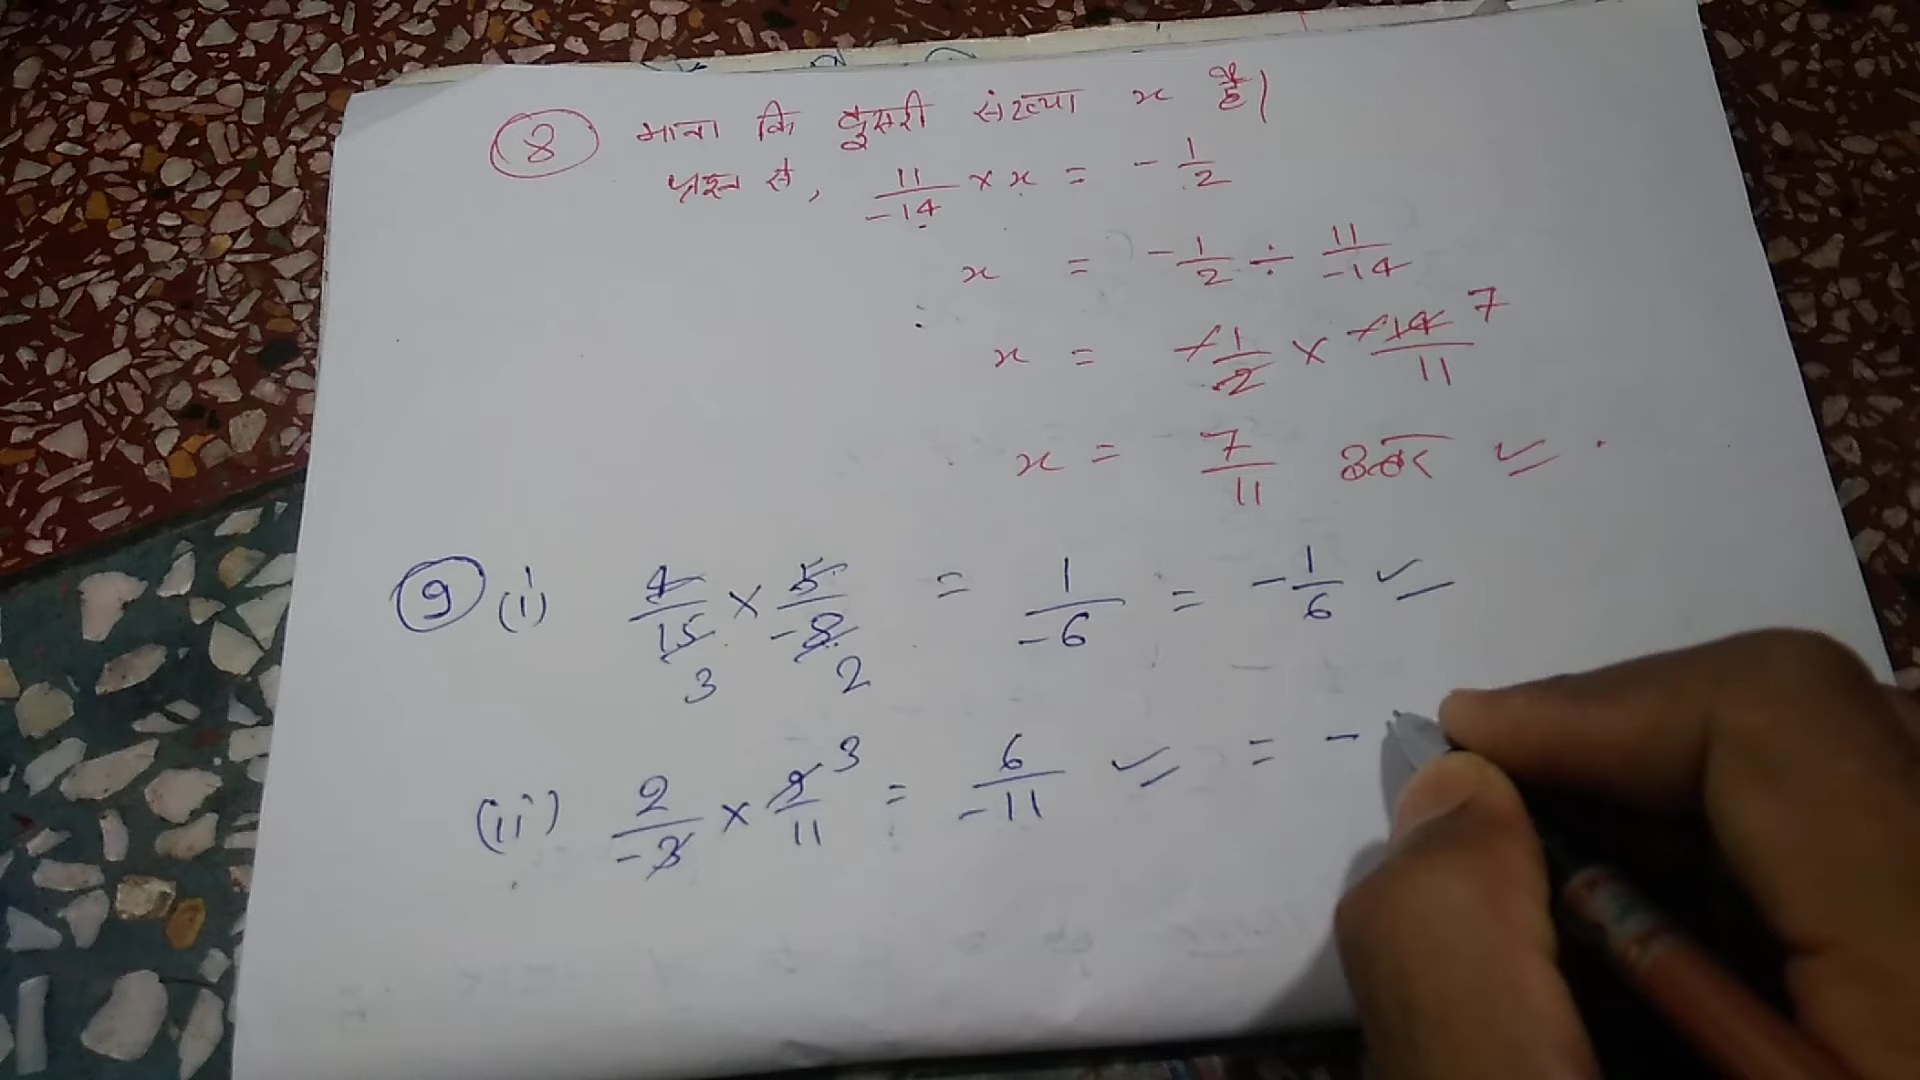 8 माना कि दूसरी संख्या x है।
प्रश्न से, 11/-14 × x = -1/2
x = -1/2 ÷ 11/-14
x = -1/2 × -14/11 7
x = 7/11 उत्तर ✓
9 (i) 4/15 × 5/-8 = 1/-6 = -1/6 ✓
3 2
(ii) 2/-3 × 9/11 3 = 6/-11 ✓ = -